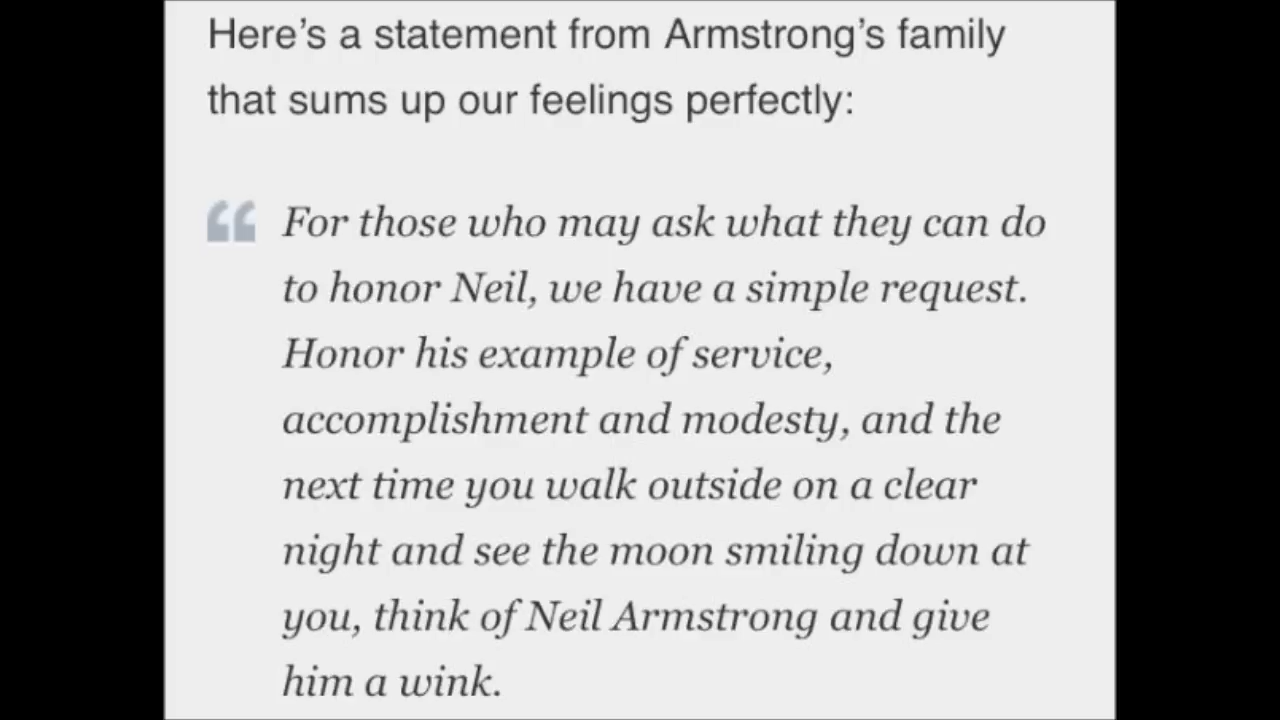 Here’s a statement from Armstrong’s family
that sums up our feelings perfectly:
“ For those who may ask what they can do
to honor Neil, we have a simple request.
Honor his example of service,
accomplishment and modesty, and the
next time you walk outside on a clear
night and see the moon smiling down at
you, think of Neil Armstrong and give
him a wink.